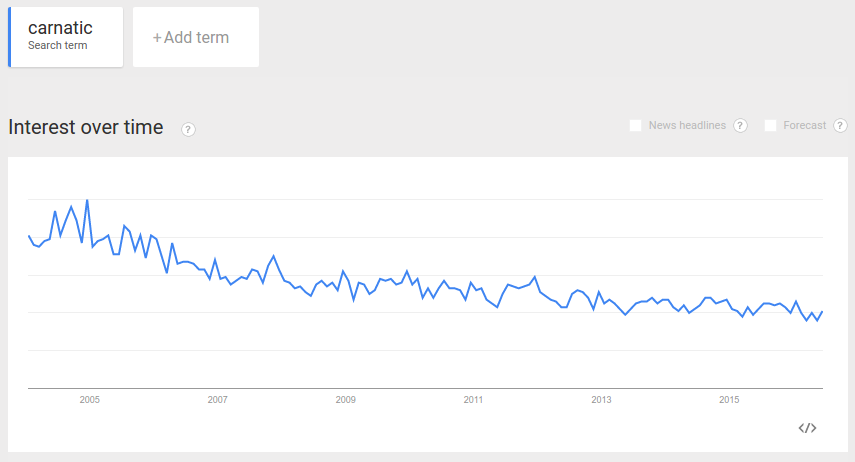 carnatic
Search term
+Add term
Interest over time ?
News headlines ? Forecast ?
2005 2007 2009 2011 2013 2015
</>